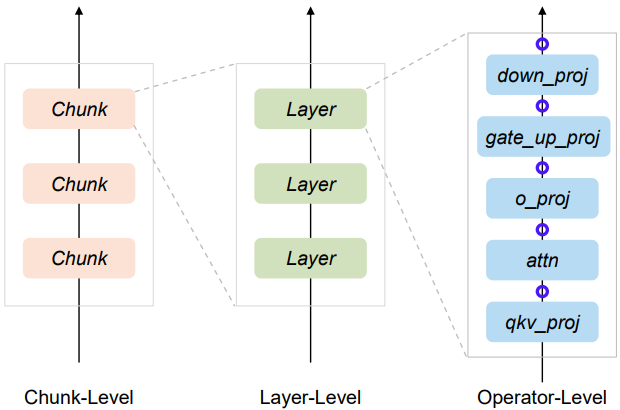 Chunk
Chunk
Chunk
Chunk-Level
Layer
Layer
Layer
Layer-Level
down_proj
gate_up_proj
o_proj
attn
qkv_proj
Operator-Level